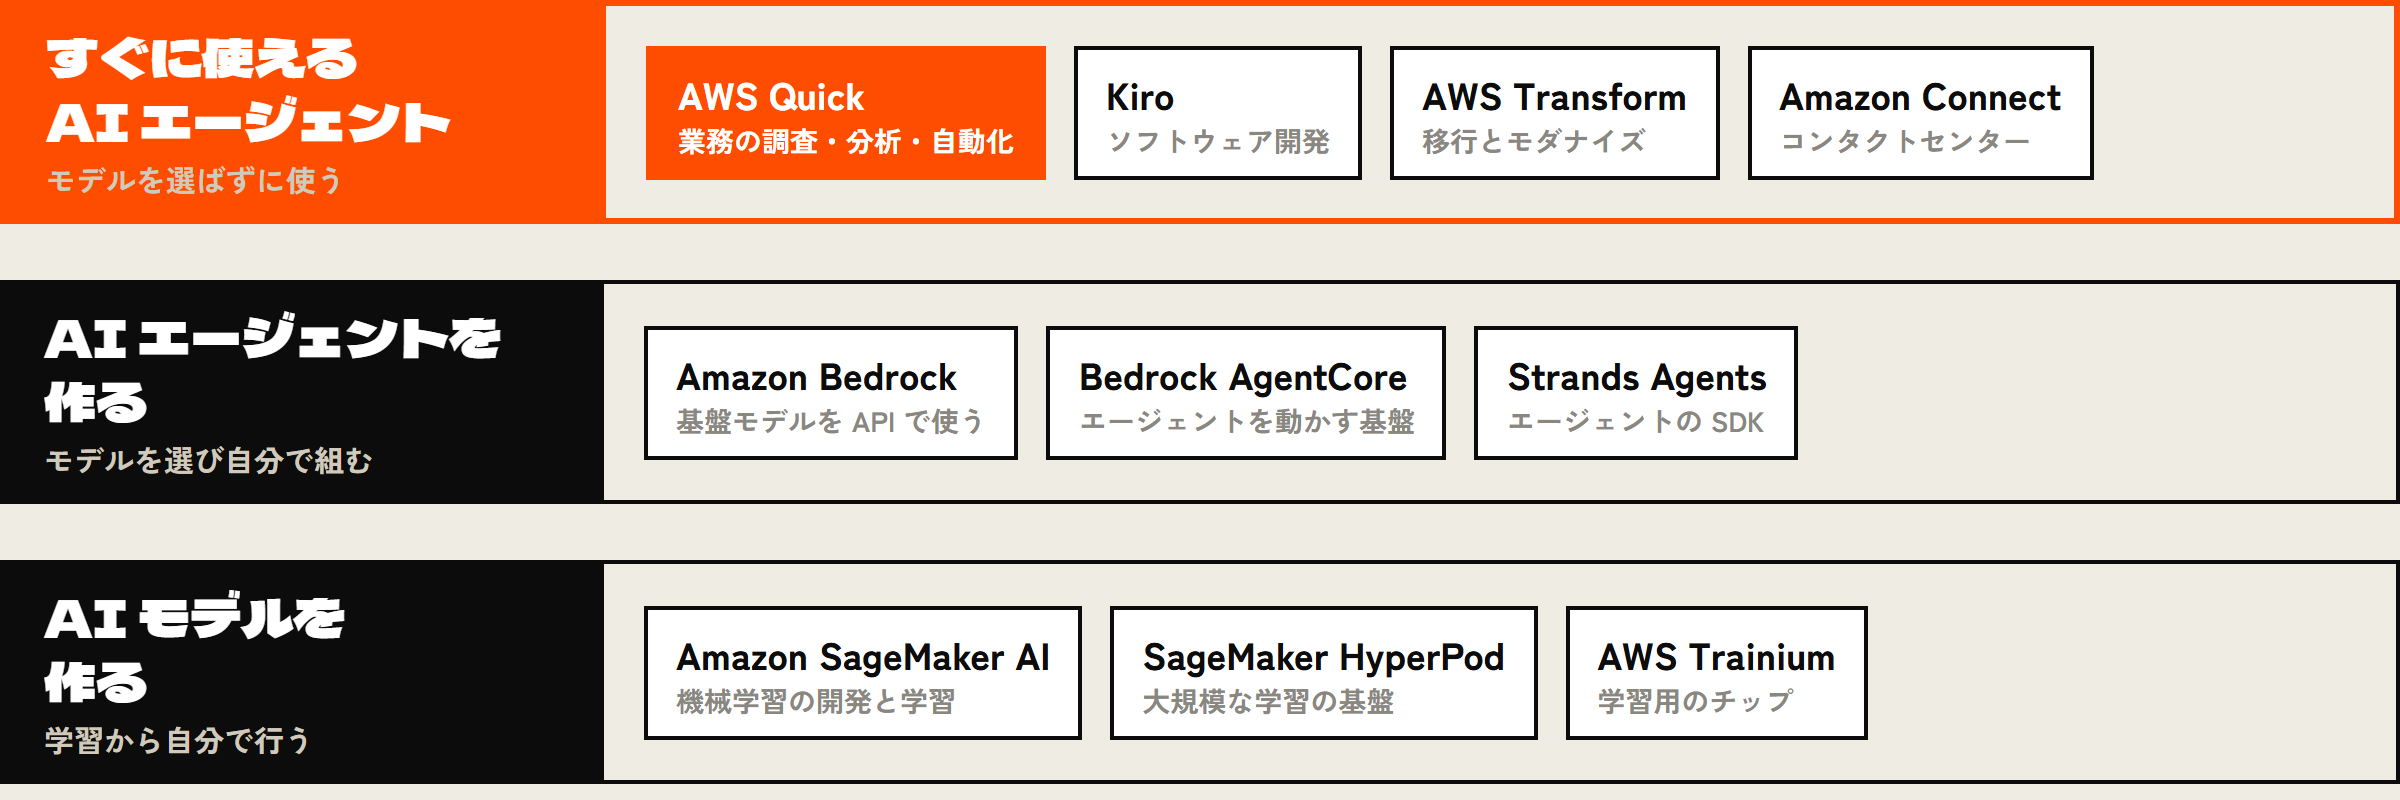 すぐに使える
AI エージェント
モデルを選ばずに使う
AWS Quick
業務の調査・分析・自動化
Kiro
ソフトウェア開発
AWS Transform
移行とモダナイズ
Amazon Connect
コンタクトセンター
AI エージェントを
作る
モデルを選び自分で組む
Amazon Bedrock
基盤モデルを API で使う
Bedrock AgentCore
エージェントを動かす基盤
Strands Agents
エージェントの SDK
AI モデルを
作る
学習から自分で行う
Amazon SageMaker AI
機械学習の開発と学習
SageMaker HyperPod
大規模な学習の基盤
AWS Trainium
学習用のチップ